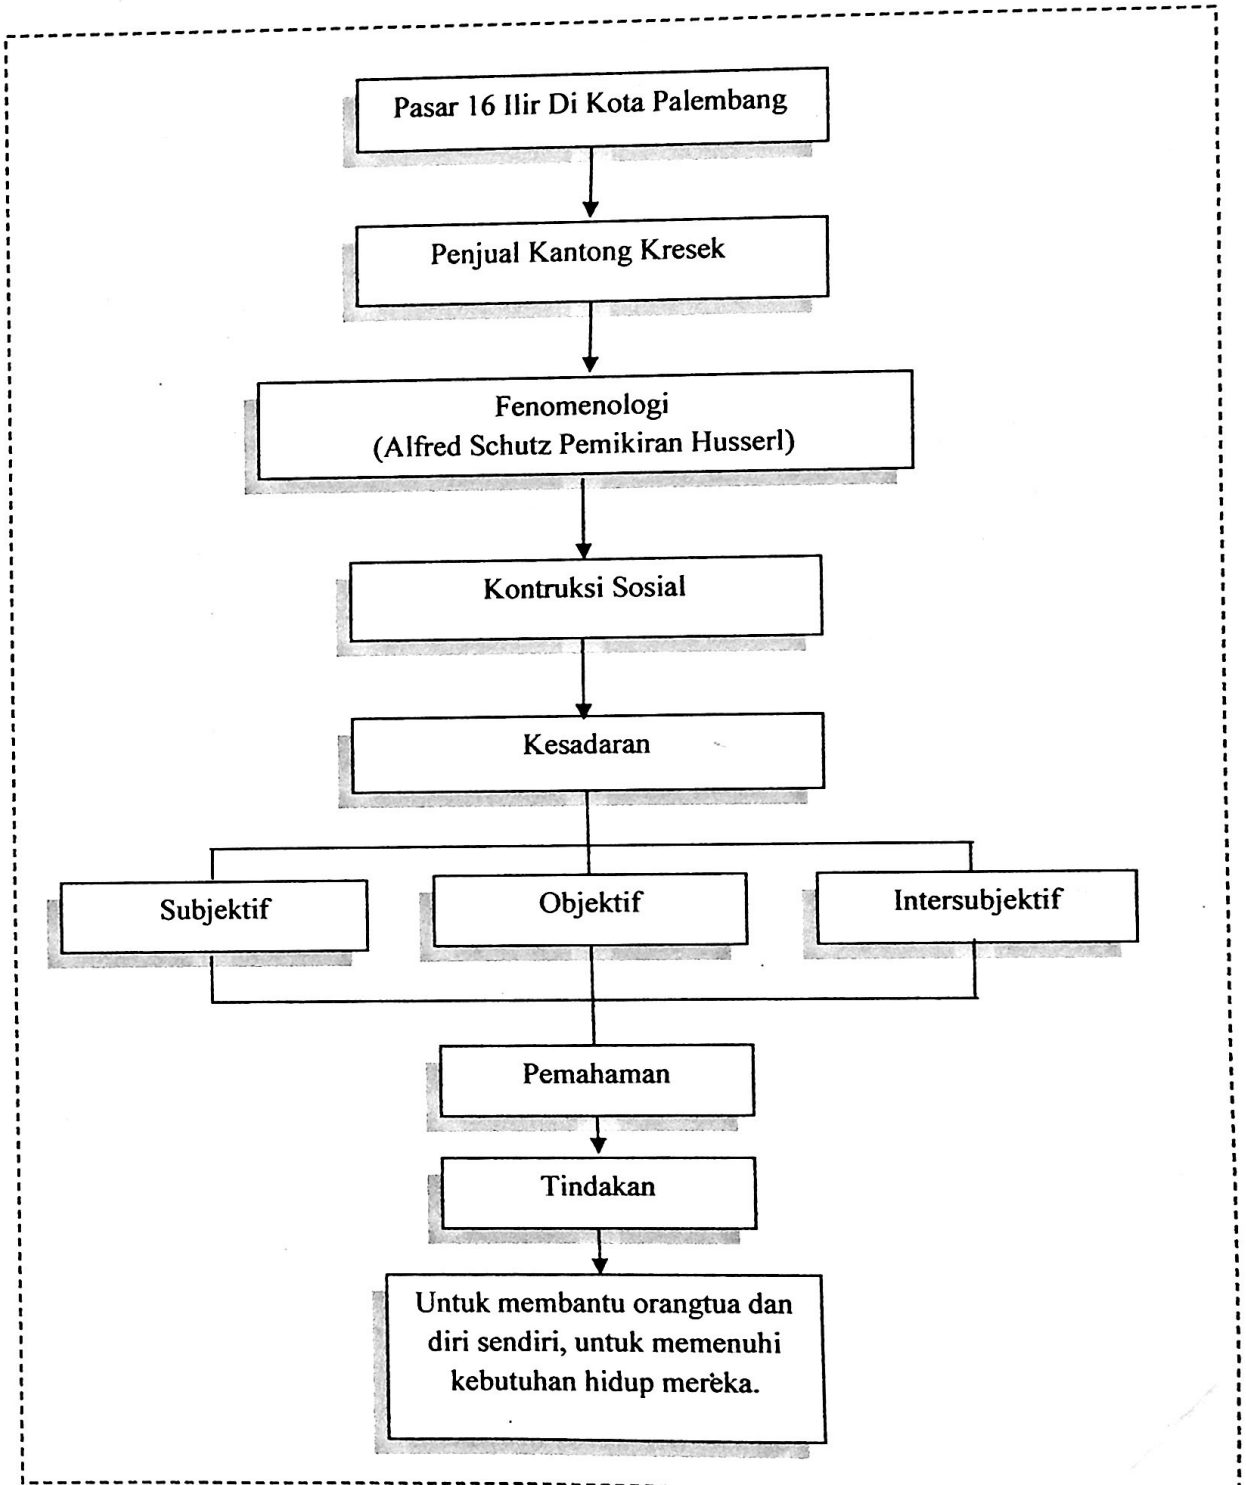 Pasar 16 Ilir Di Kota Palembang
Penjual Kantong Kresek
Fenomenologi
(Alfred Schutz Pemikiran Husserl)
Kontruksi Sosial
Kesadaran
Subjektif
Objektif
Intersubjektif
Pemahaman
Tindakan
Untuk membantu orangtua dan
diri sendiri, untuk memenuhi
kebutuhan hidup mereka.